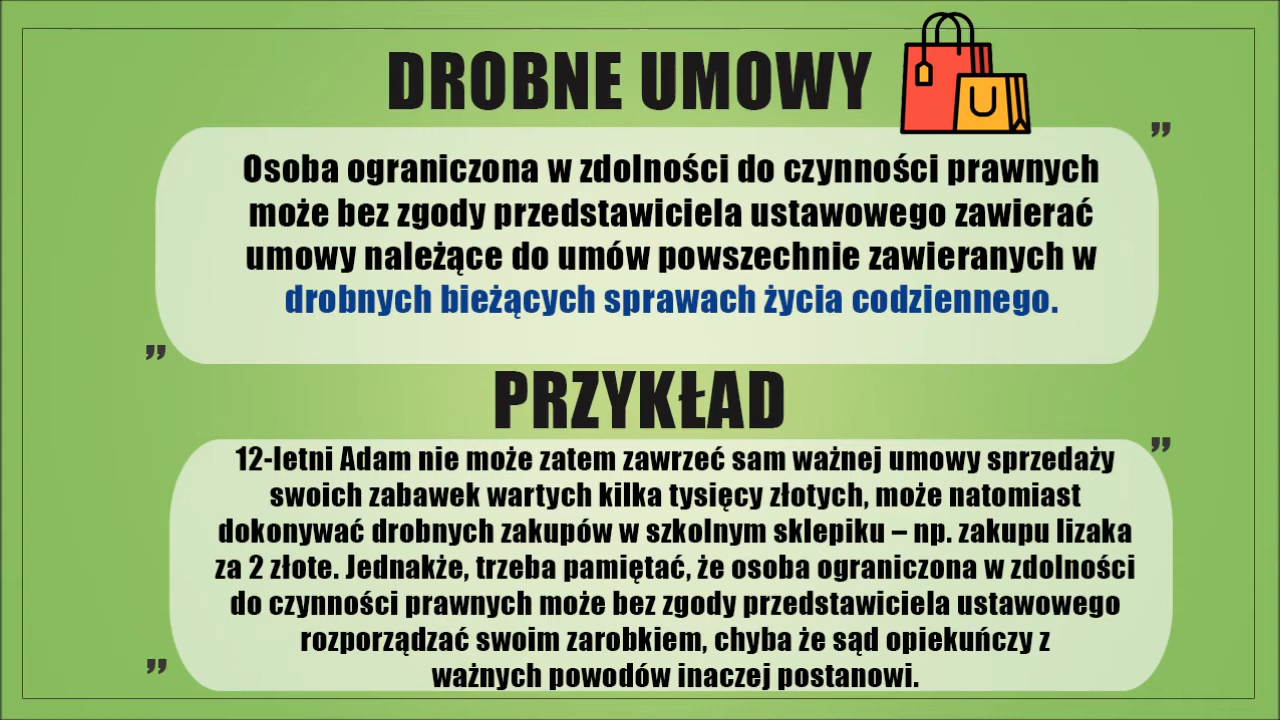 DROBNE UMOWY
”
Osoba ograniczona w zdolności do czynności prawnych
może bez zgody przedstawiciela ustawowego zawierać
umowy należące do umów powszechnie zawieranych w
drobnych bieżących sprawach życia codziennego.
”
PRZYKŁAD
”
12-letni Adam nie może zatem zawrzeć sam ważnej umowy sprzedaży
swoich zabawek wartych kilka tysięcy złotych, może natomiast
dokonywać drobnych zakupów w szkolnym sklepiku – np. zakupu lizaka
za 2 złote. Jednakże, trzeba pamiętać, że osoba ograniczona w zdolności
do czynności prawnych może bez zgody przedstawiciela ustawowego
rozporządzać swoim zarobkiem, chyba że sąd opiekuńczy z
ważnych powodów inaczej postanowi.
”